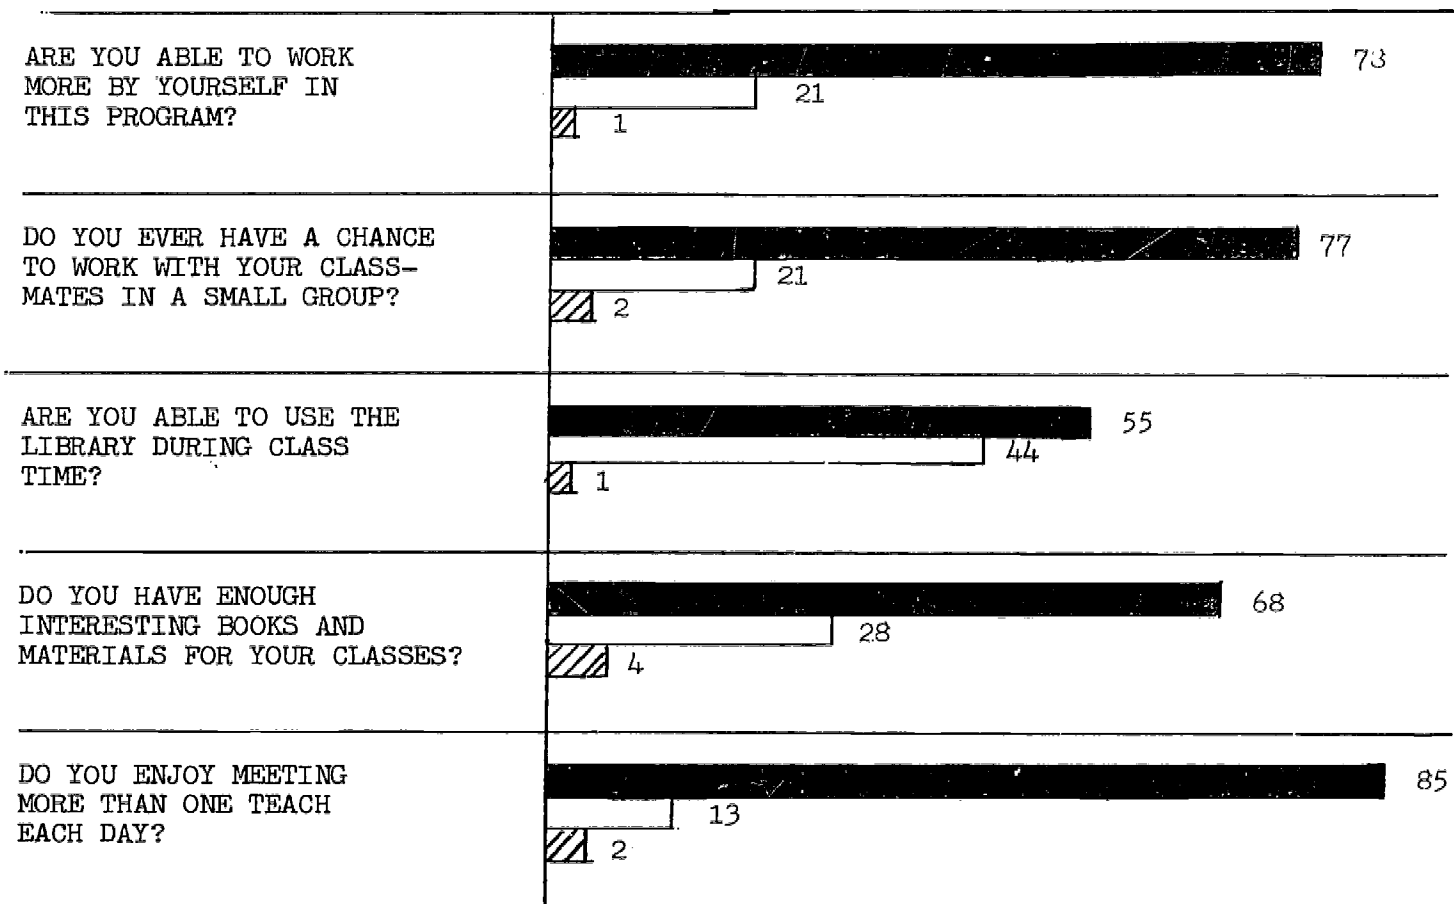 ARE YOU ABLE TO WORK
MORE BY YOURSELF IN
THIS PROGRAM?
78
21
1
DO YOU EVER HAVE A CHANCE
TO WORK WITH YOUR CLASS-
MATES IN A SMALL GROUP?
77
21
2
ARE YOU ABLE TO USE THE
LIBRARY DURING CLASS
TIME?
55
44
1
DO YOU HAVE ENOUGH
INTERESTING BOOKS AND
MATERIALS FOR YOUR CLASSES?
68
28
4
DO YOU ENJOY MEETING
MORE THAN ONE TEACH
EACH DAY?
85
13
2